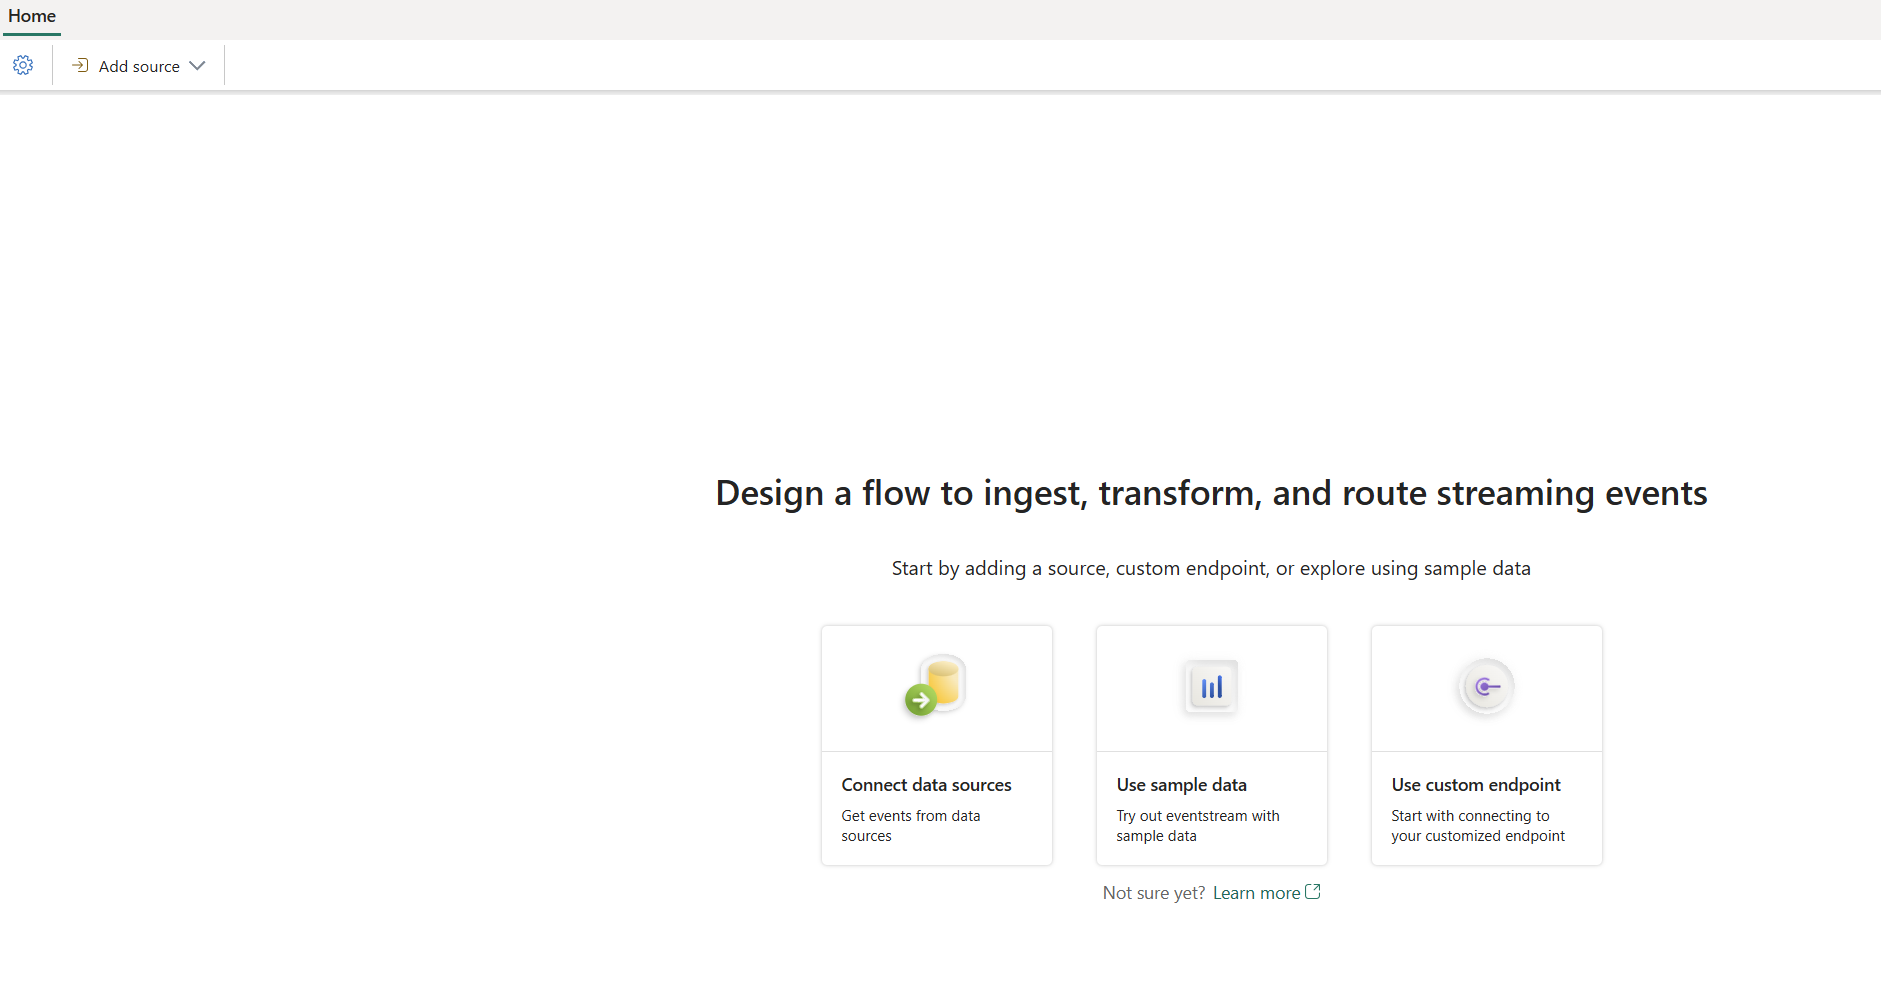 Home
Add source
Design a flow to ingest, transform, and route streaming events
Start by adding a source, custom endpoint, or explore using sample data
Connect data sources
Get events from data
sources
Use sample data
Try out eventstream with
sample data
Use custom endpoint
Start with connecting to
your customized endpoint
Not sure yet? Learn more